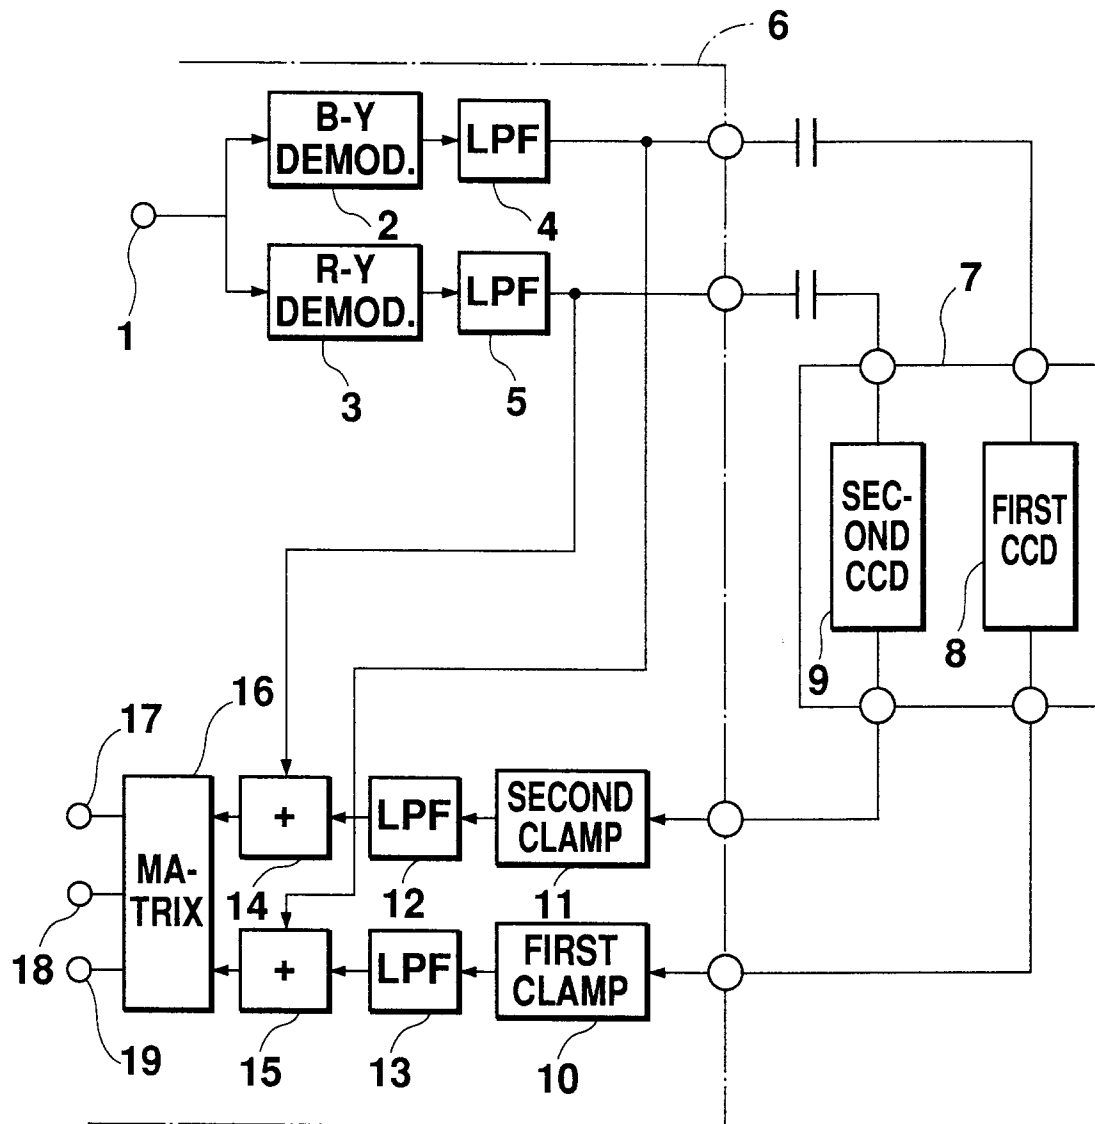 6
B-Y
DEMOD.
LPF
2
4
1
R-Y
DEMOD.
LPF
3
5
7
SEC-
OND
CCD
FIRST
CCD
9
8
16
17
MA-
TRIX
+
LPF
SECOND
CLAMP
14
12
11
18
+
LPF
FIRST
CLAMP
19
15
13
10